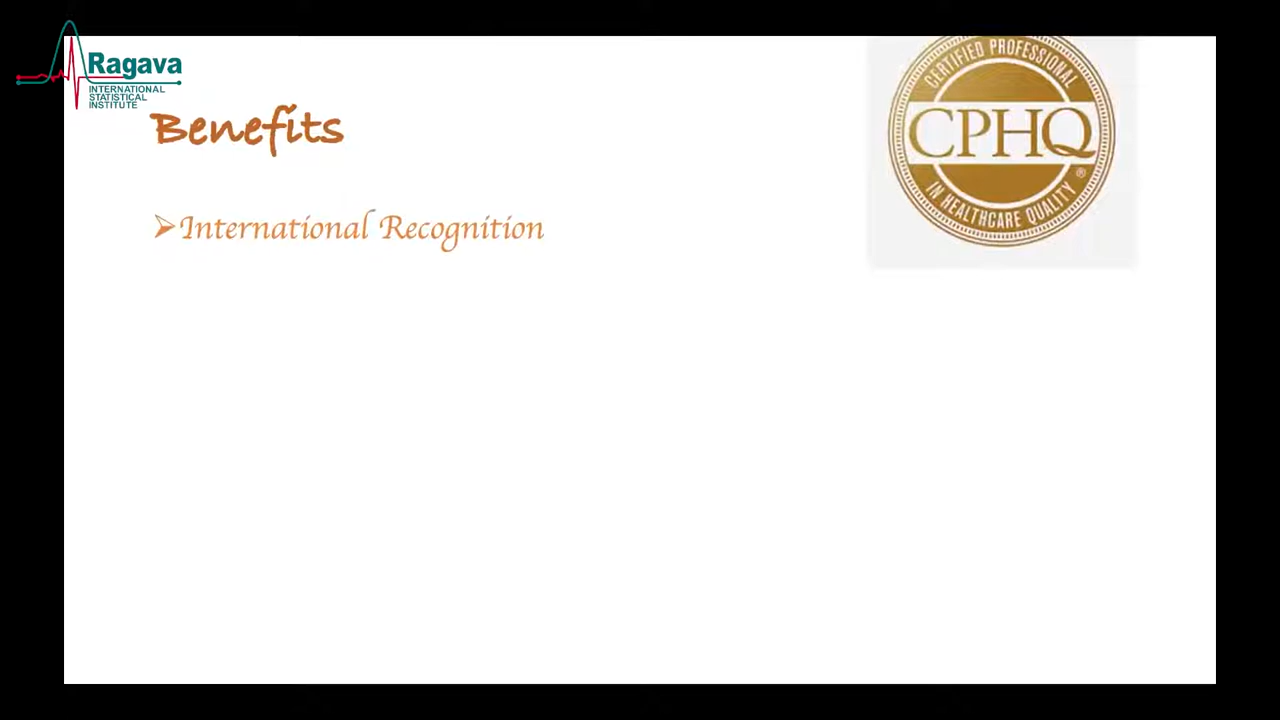 Ragava
INTERNATIONAL
STATISTICAL
INSTITUTE
Benefits
➢International Recognition
CERTIFIED PROFESSIONAL
CPHQ
®
IN HEALTHCARE QUALITY